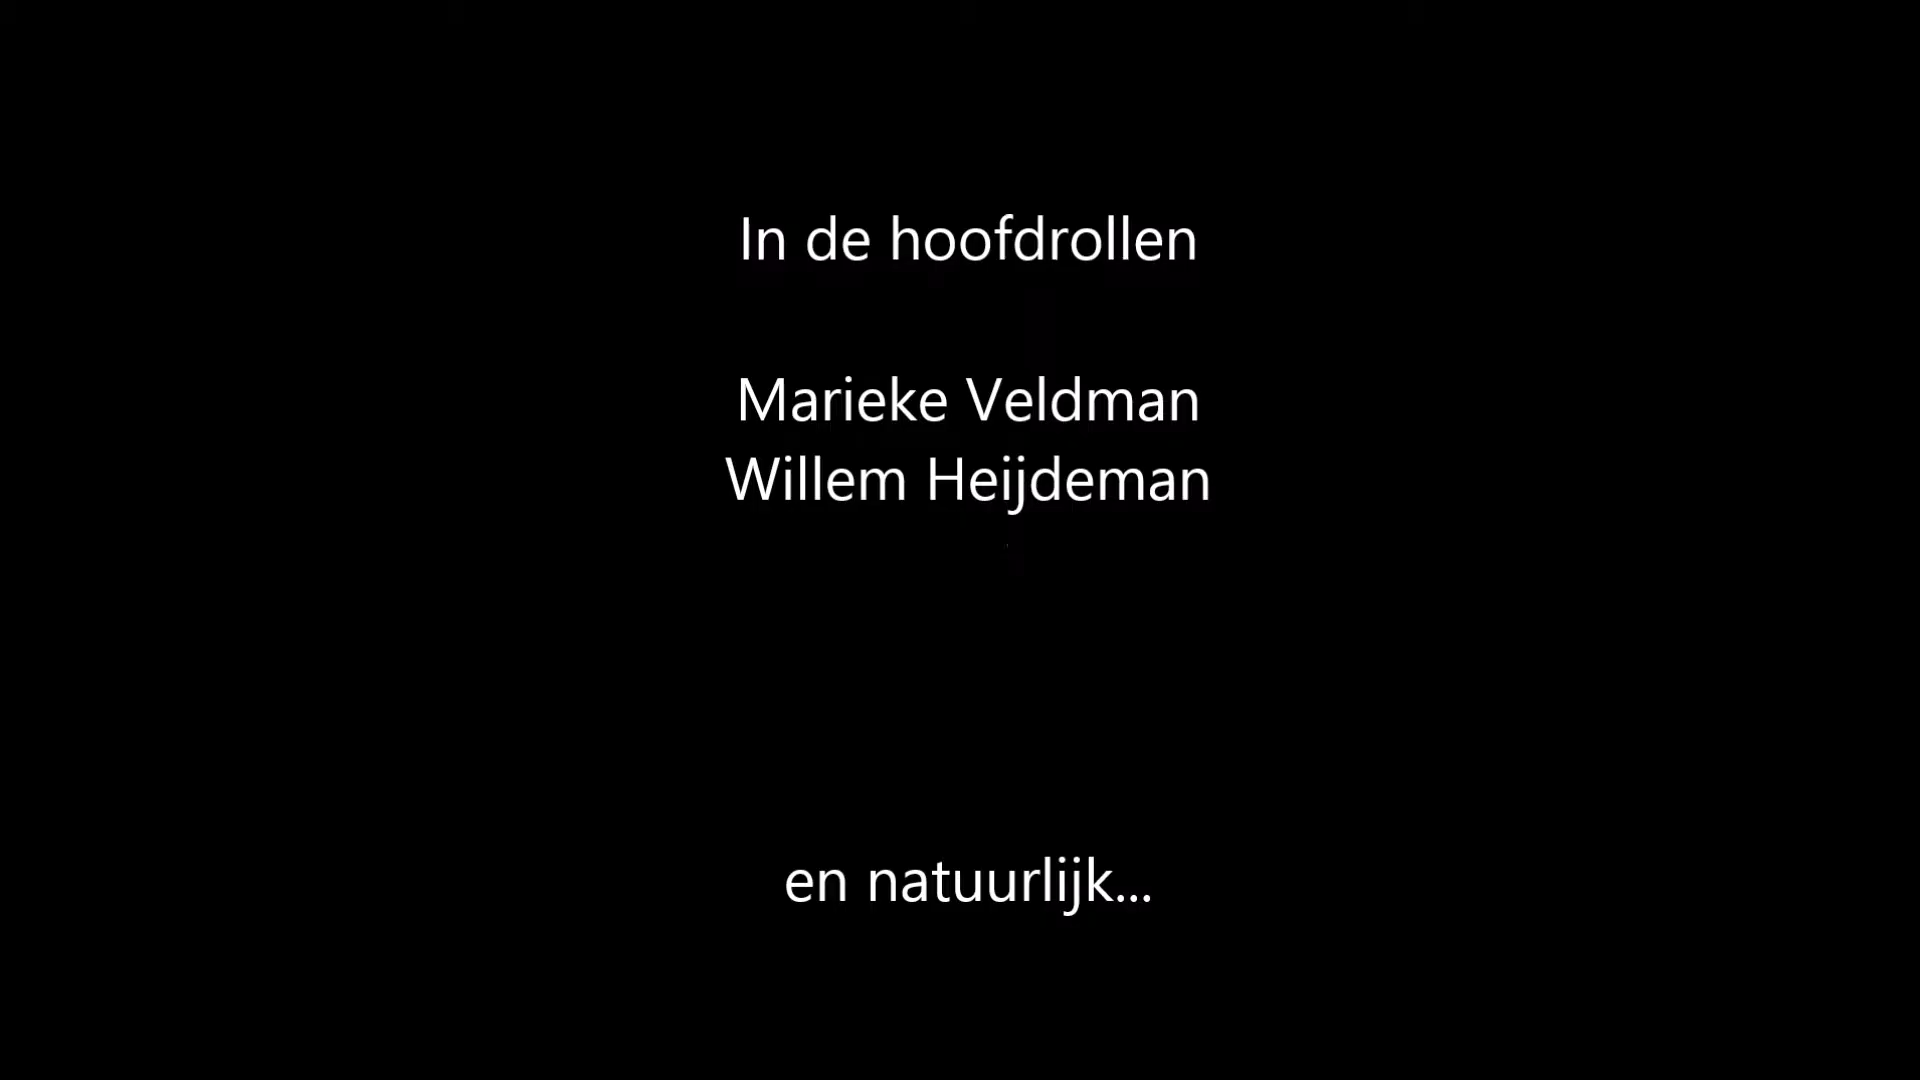 In de hoofdrollen
Marieke Veldman
Willem Heijdeman
en natuurlijk...